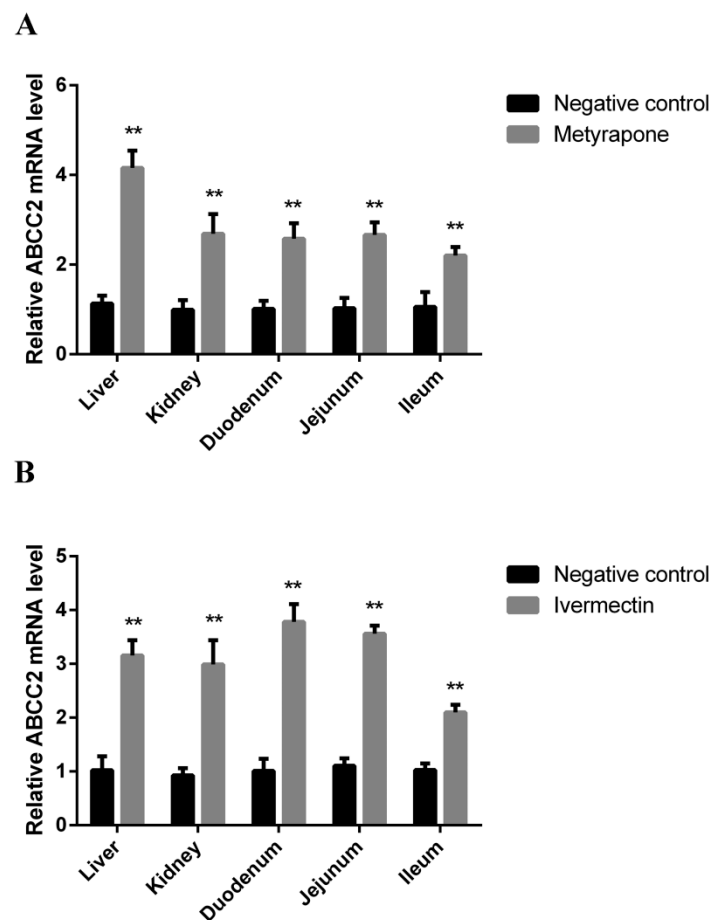 A
Relative ABCC2 mRNA level
6
4
2
0
**
**
**
**
**
Negative control
Metyrapone
Liver
Kidney
Duodenum
Jejunum
Ileum
B
Relative ABCC2 mRNA level
5
4
3
2
1
0
**
**
**
**
**
Negative control
Ivermectin
Liver
Kidney
Duodenum
Jejunum
Ileum